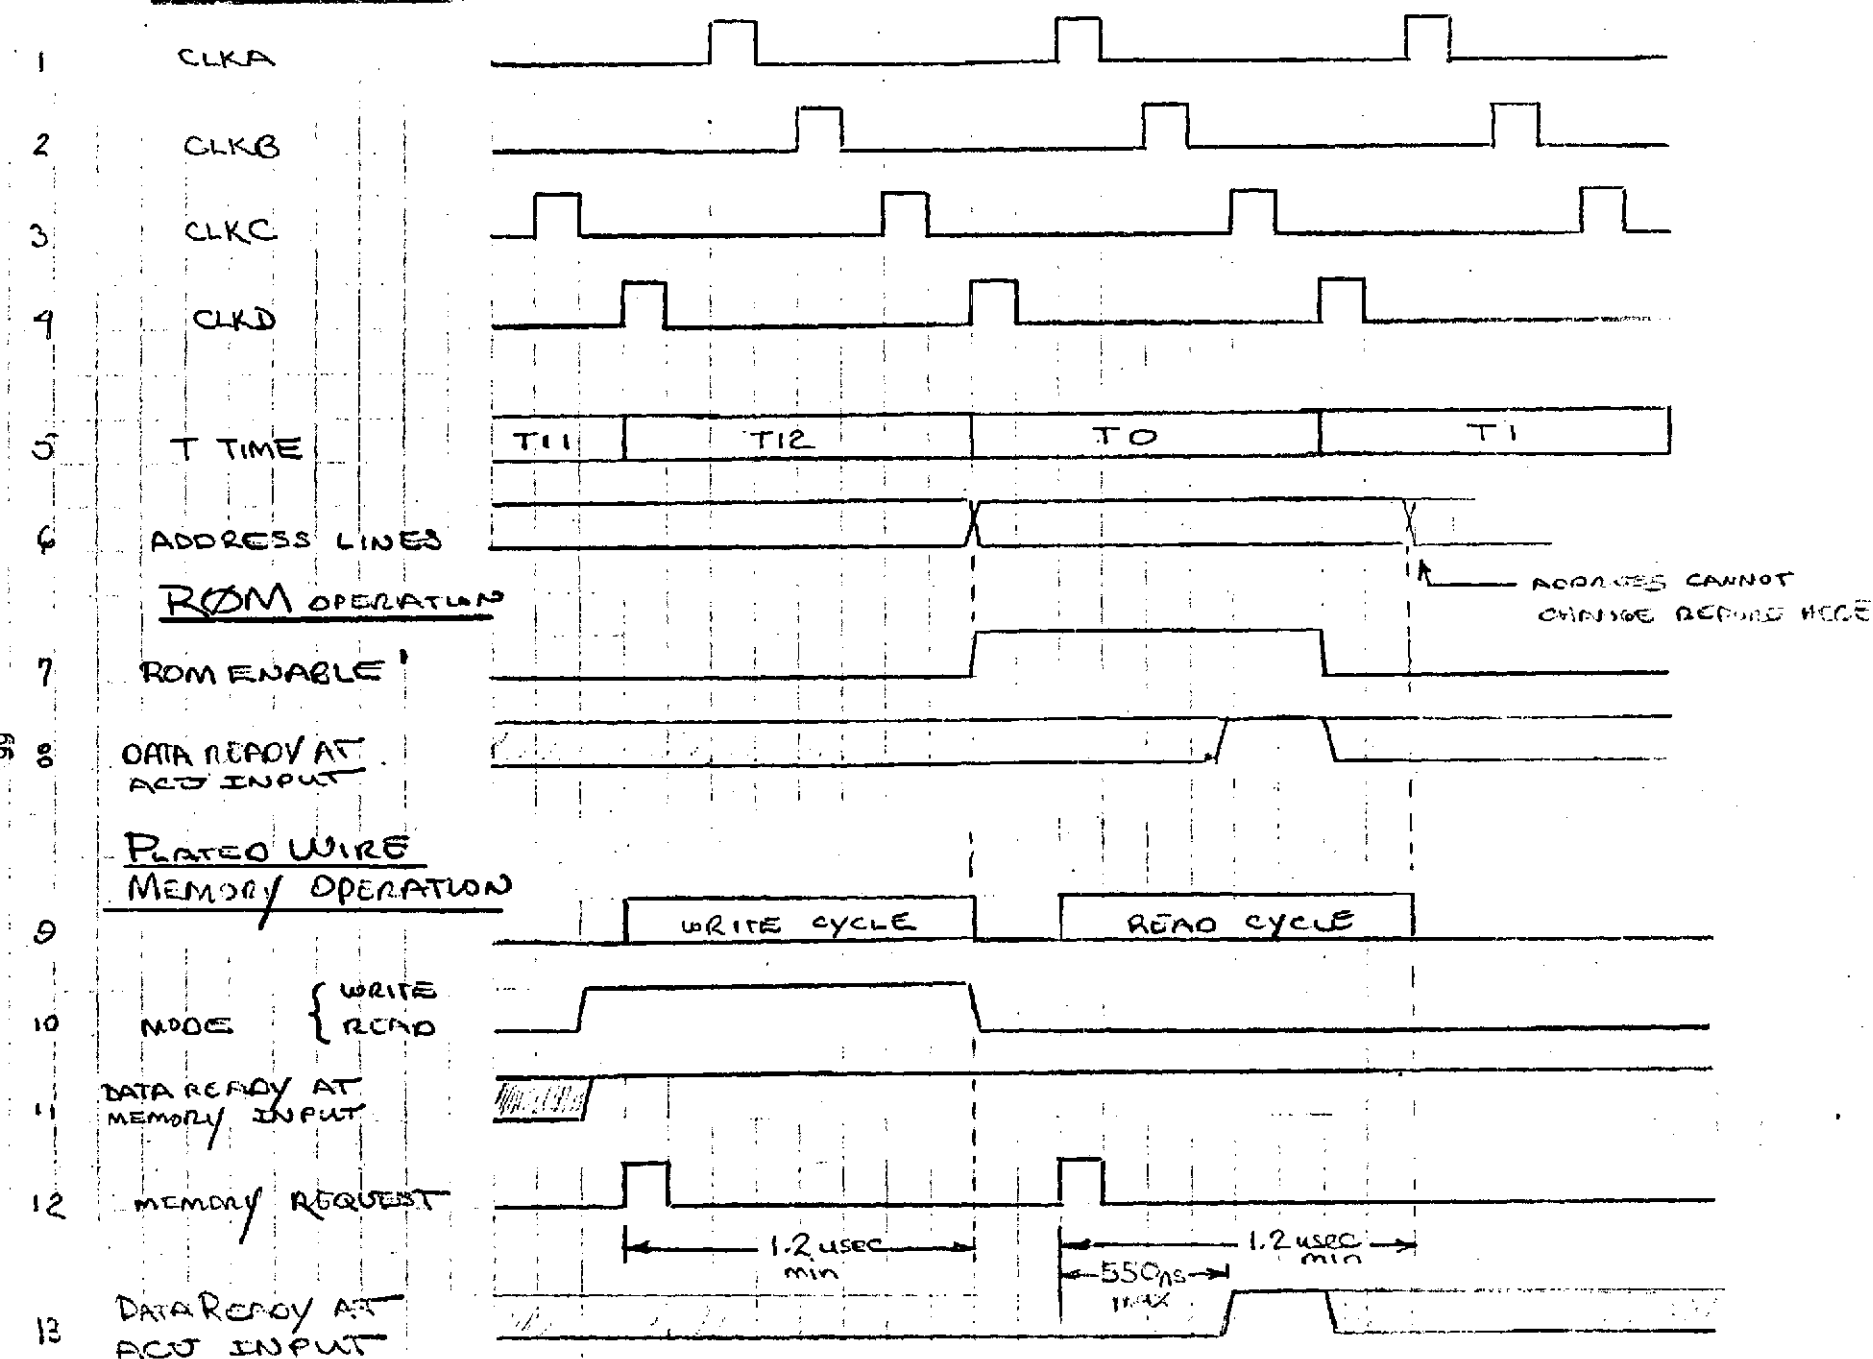 1 CLKA
2 CLKB
3 CLKC
4 CLKD
5 T TIME T11 T12 T0 T1
6 ADDRESS LINES
ADDRESS CANNOT
CHANGE BEFORE HERE
RØM OPERATION
7 ROM ENABLE
8 DATA READY AT
ACU INPUT
PLATED WIRE
MEMORY OPERATION
9 WRITE CYCLE READ CYCLE
10 MODE { WRITE
READ
11 DATA READY AT
MEMORY INPUT
12 MEMORY REQUEST
1.2 usec
min
1.2 usec
min
550ns
max
13 DATA READY AT
ACU INPUT